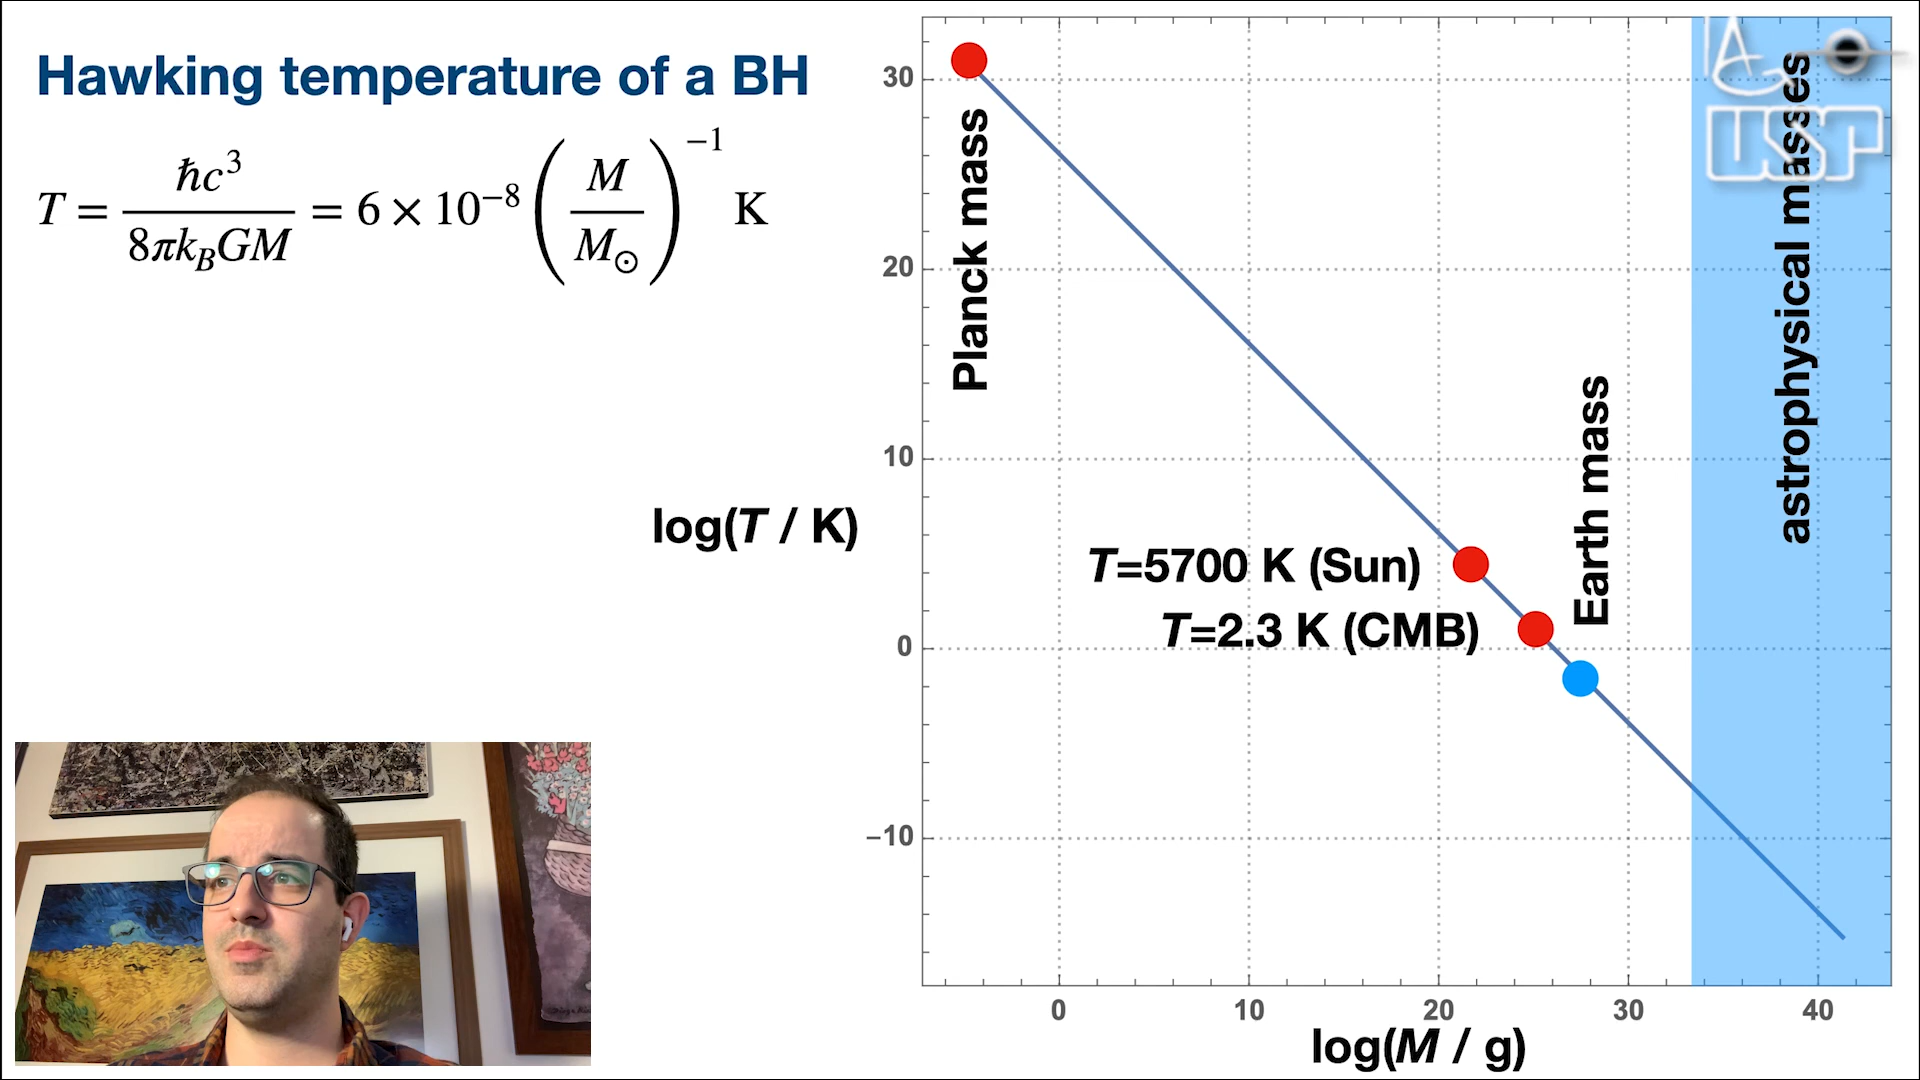 Hawking temperature of a BH
T = ħc³ / 8πk_BGM = 6 × 10⁻⁸ (M / M☉)⁻¹ K
log(T / K)
30
20
10
0
−10
Planck mass
T=5700 K (Sun)
T=2.3 K (CMB)
Earth mass
astrophysical masses
IAG
USP
0
10
20
30
40
log(M / g)